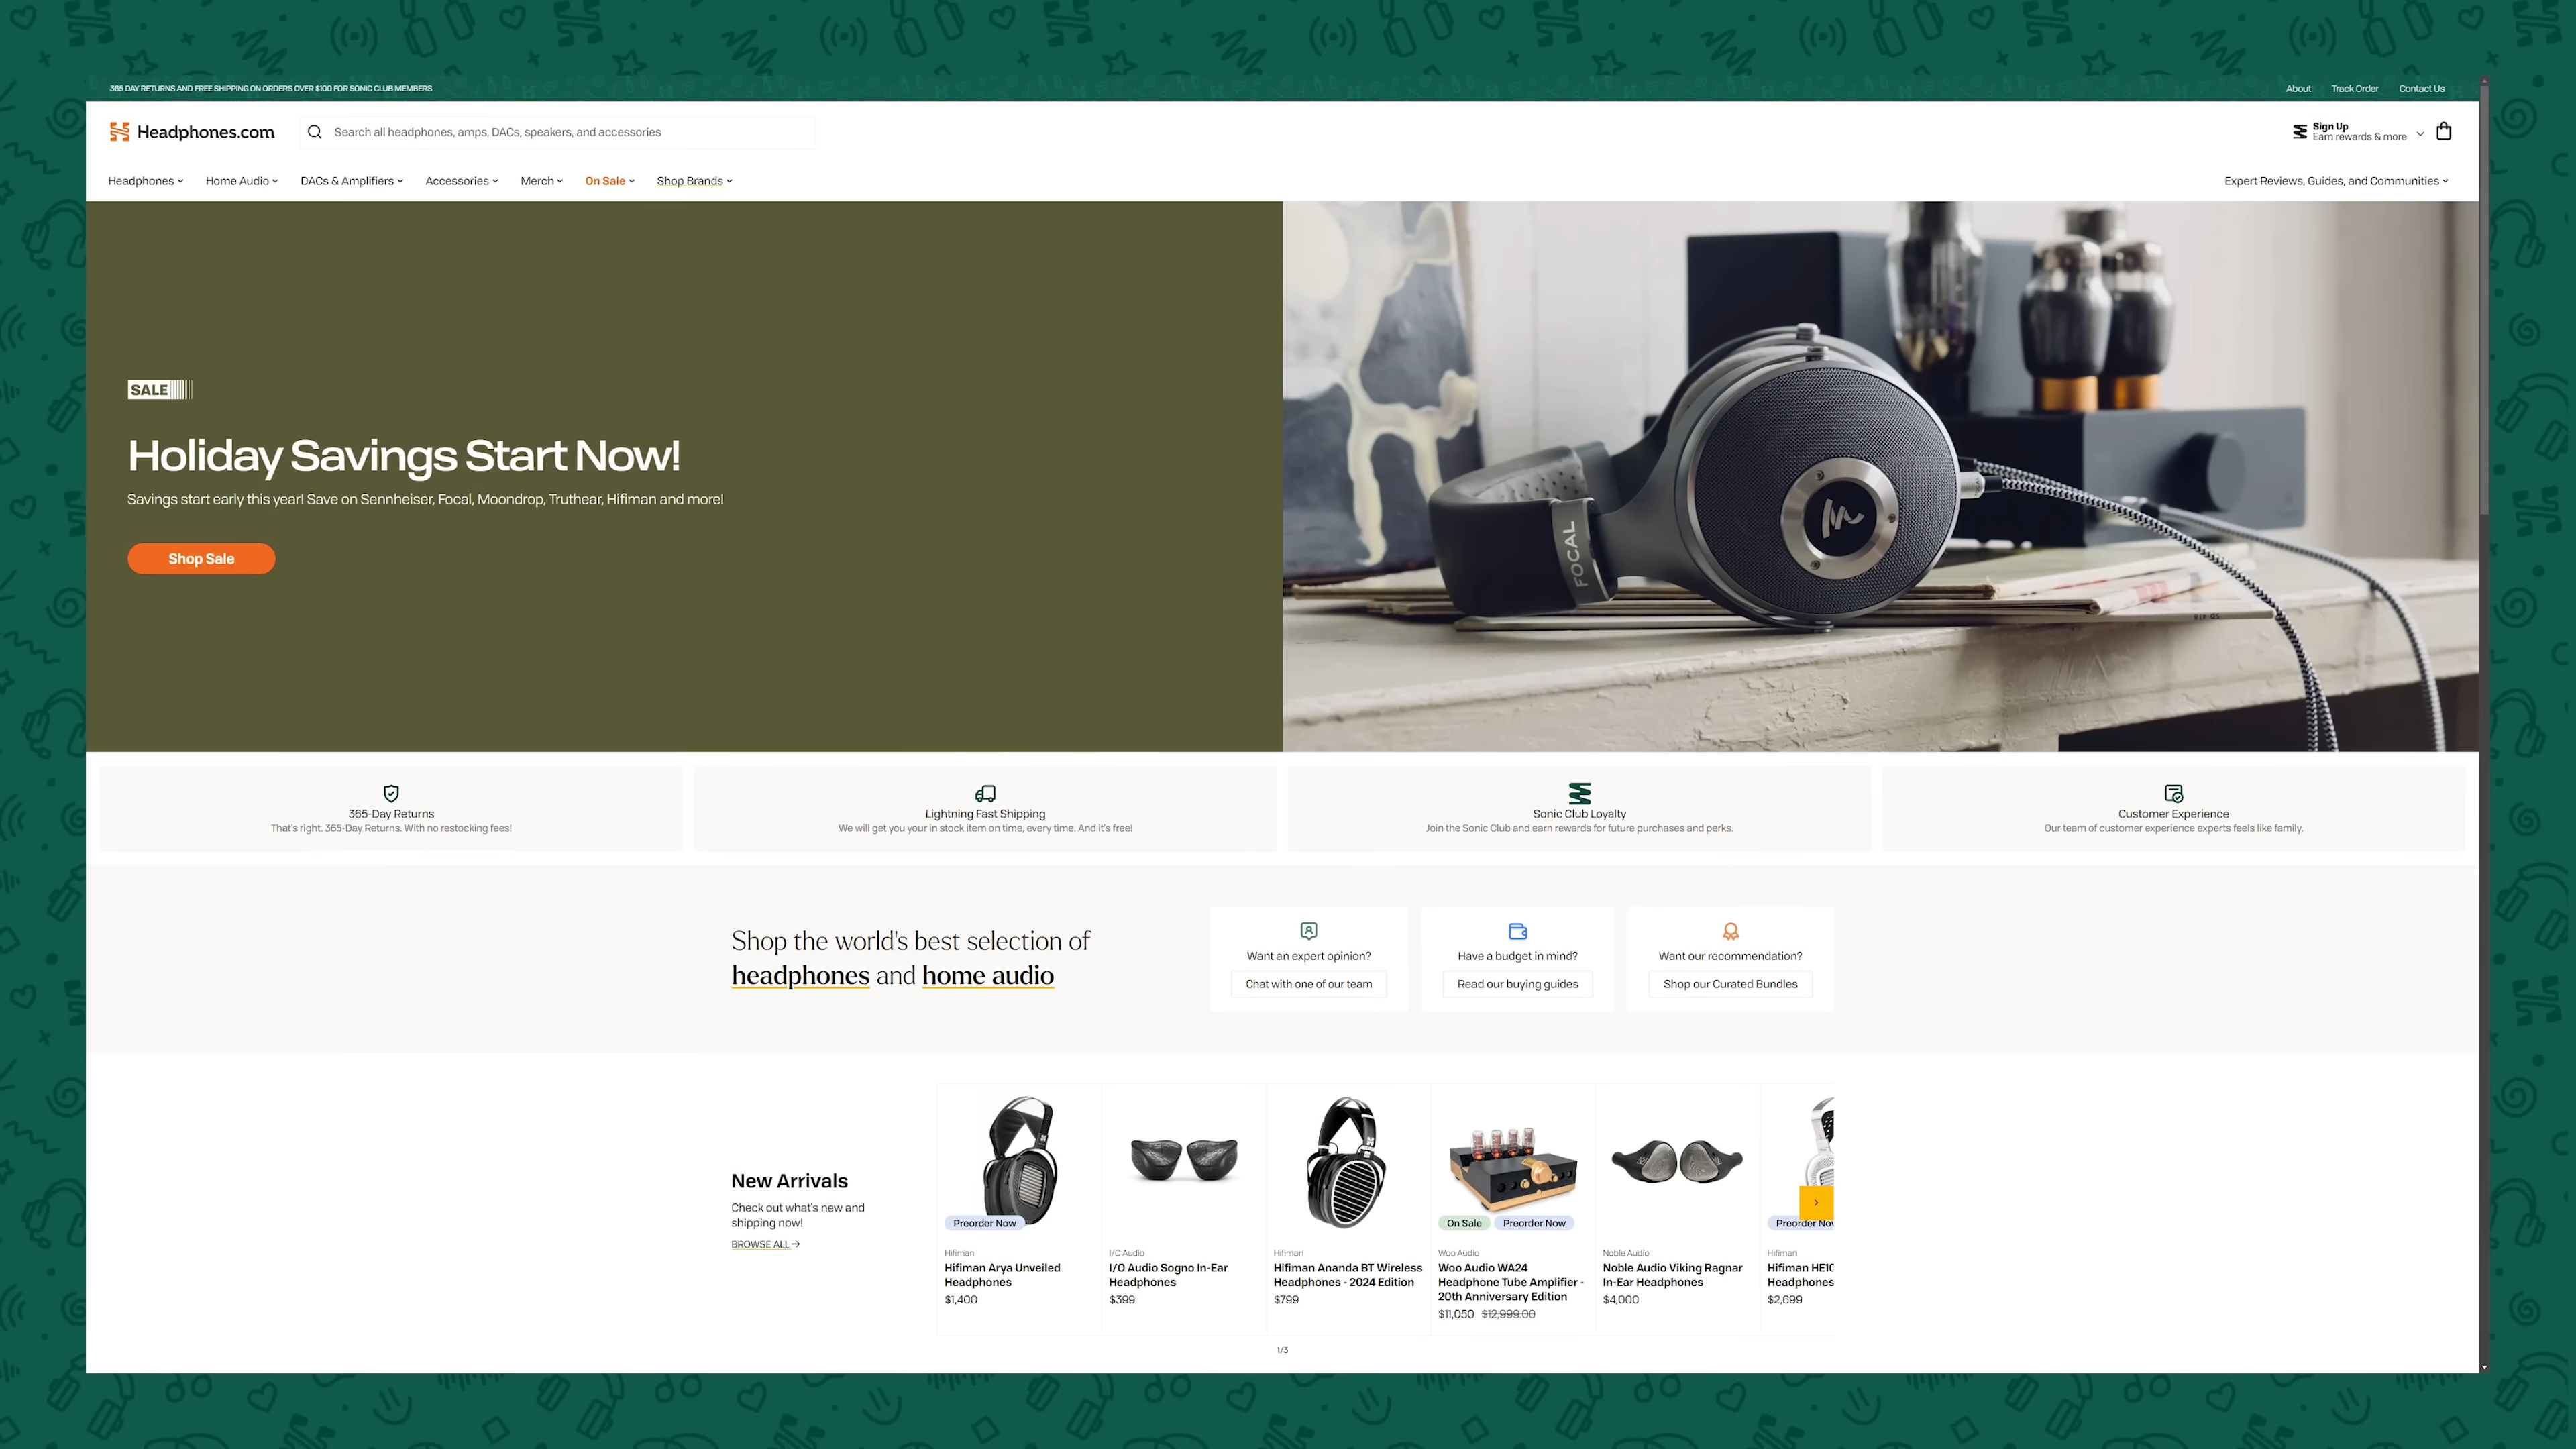 365 DAY RETURNS AND FREE SHIPPING ON ORDERS OVER $100 FOR SONIC CLUB MEMBERS
About
Track Order
Contact Us
Headphones.com
Search all headphones, amps, DACs, speakers, and accessories
Sign Up
Earn rewards & more
Headphones
Home Audio
DACs & Amplifiers
Accessories
Merch
On Sale
Shop Brands
Expert Reviews, Guides, and Communities
SALE
Holiday Savings Start Now!
Savings start early this year! Save on Sennheiser, Focal, Moondrop, Truthear, Hifiman and more!
Shop Sale
FOCAL
365-Day Returns
That's right. 365-Day Returns. With no restocking fees!
Lightning Fast Shipping
We will get you your in stock item on time, every time. And it's free!
Sonic Club Loyalty
Join the Sonic Club and earn rewards for future purchases and perks.
Customer Experience
Our team of customer experience experts feels like family.
Shop the world's best selection of
headphones and home audio
Want an expert opinion?
Chat with one of our team
Have a budget in mind?
Read our buying guides
Want our recommendation?
Shop our Curated Bundles
New Arrivals
Check out what's new and
shipping now!
BROWSE ALL
Preorder Now
Hifiman
Hifiman Arya Unveiled
Headphones
$1,400
I/O Audio
I/O Audio Sogno In-Ear
Headphones
$399
Hifiman
Hifiman Ananda BT Wireless
Headphones - 2024 Edition
$799
On Sale
Preorder Now
Woo Audio
Woo Audio WA24
Headphone Tube Amplifier -
20th Anniversary Edition
$11,050 $12,999.00
Noble Audio
Noble Audio Viking Ragnar
In-Ear Headphones
$4,000
Preorder Now
Hifiman
Hifiman HE10
Headphones
$2,699
1/3